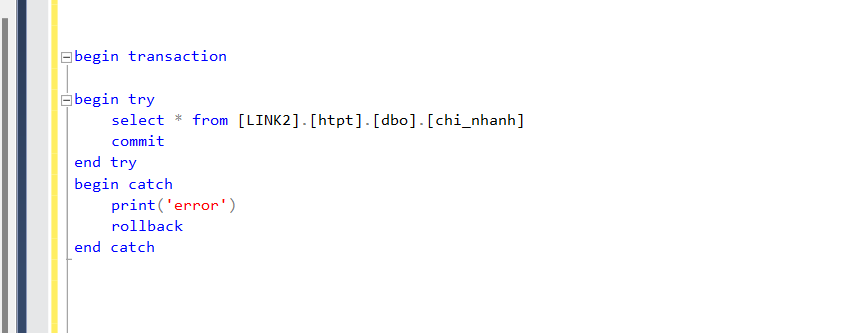 begin transaction
begin try
select * from [LINK2].[htpt].[dbo].[chi_nhanh]
commit
end try
begin catch
print('error')
rollback
end catch